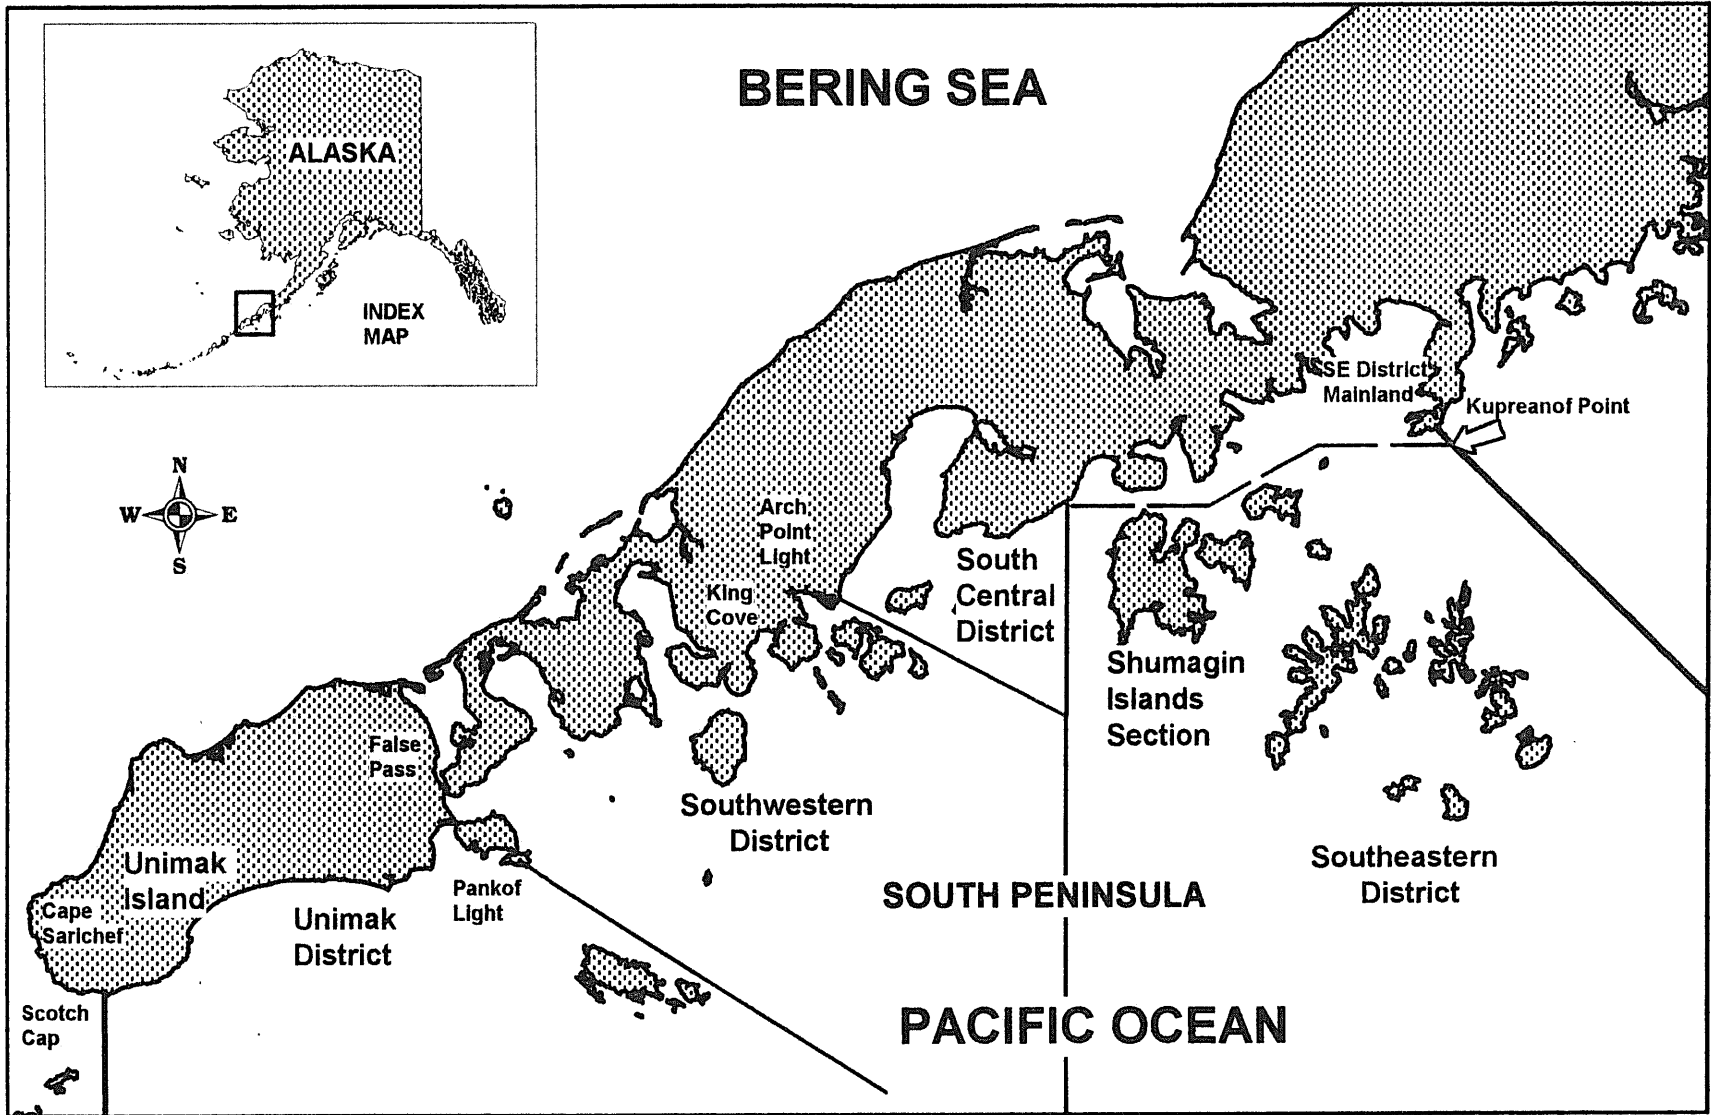 BERING SEA
ALASKA
INDEX
MAP
SE District
Mainland
Kupreanof Point
N
W
E
S
Arch
Point
Light
King
Cove
South
Central
District
Shumagin
Islands
Section
False
Pass
Southwestern
District
Southeastern
District
Unimak
Island
Pankof
Light
SOUTH PENINSULA
Cape
Sarichef
Unimak
District
Scotch
Cap
PACIFIC OCEAN